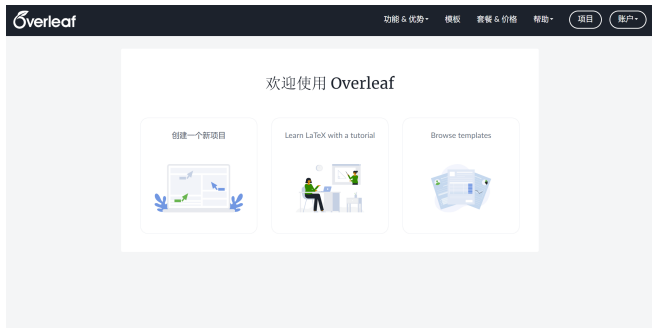 Overleaf
功能 & 优势
模板
套餐 & 价格
帮助
项目
账户
欢迎使用 Overleaf
创建一个新项目
Learn LaTeX with a tutorial
Browse templates